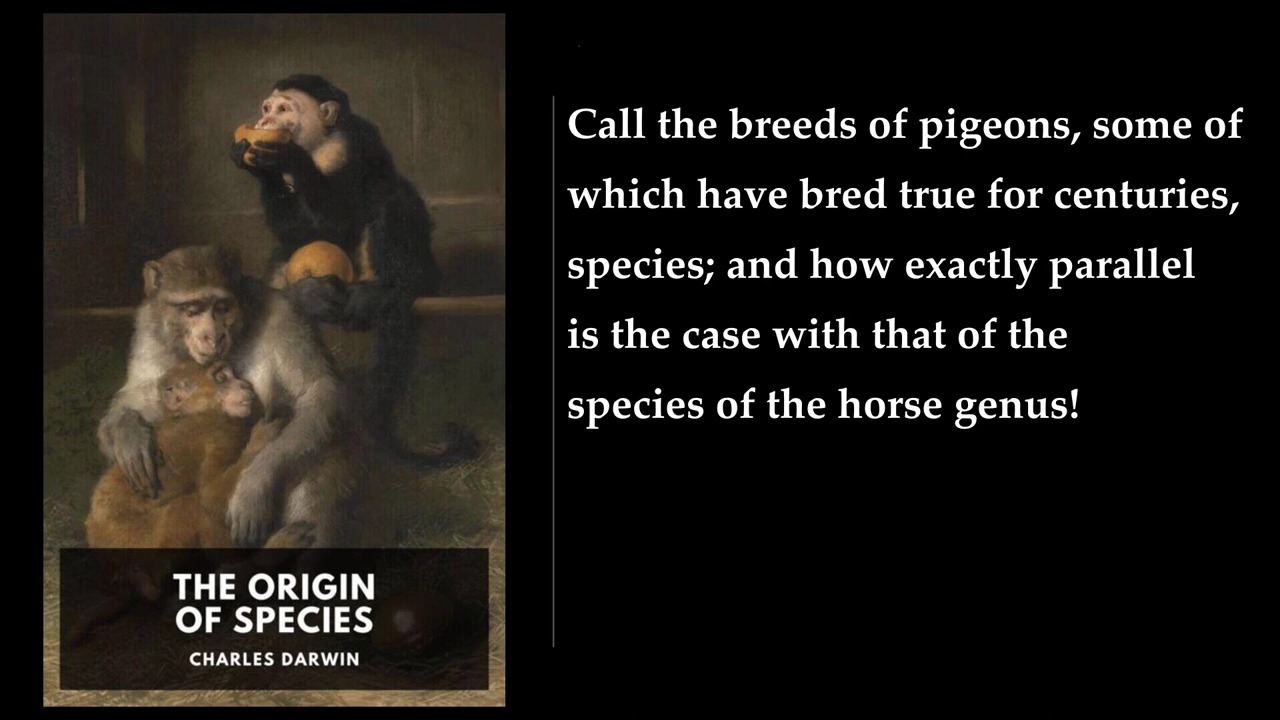 Call the breeds of pigeons, some of
which have bred true for centuries,
species; and how exactly parallel
is the case with that of the
species of the horse genus!
THE ORIGIN
OF SPECIES
CHARLES DARWIN